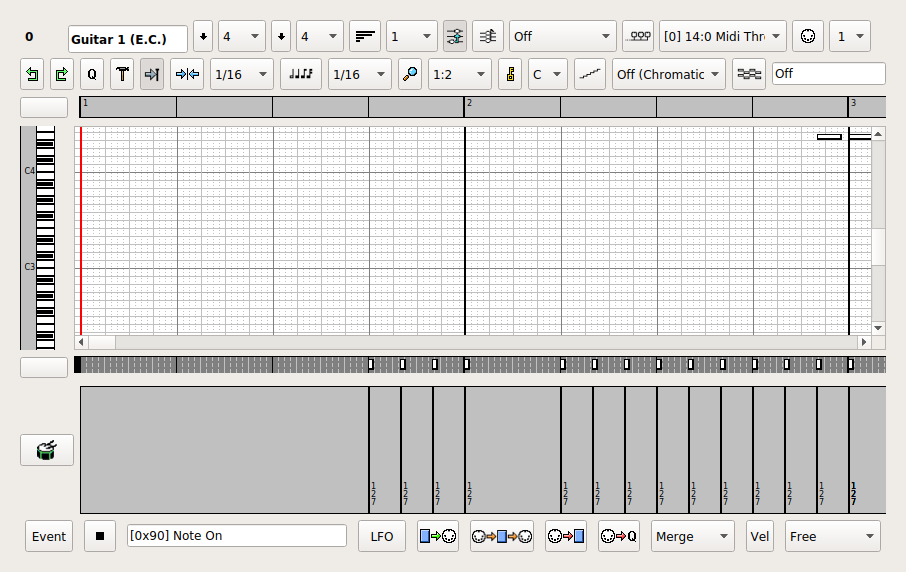 0 Guitar 1 (E.C.) 4 4 1 Off [0] 14:0 Midi Thr 1
Q 1/16 1/16 1:2 C Off (Chromatic Off
1 2 3
C4
C3
127 127 127 127 127 127 127 127 127 127 127 127 127 127
Event [0x90] Note On LFO Q Merge Vel Free